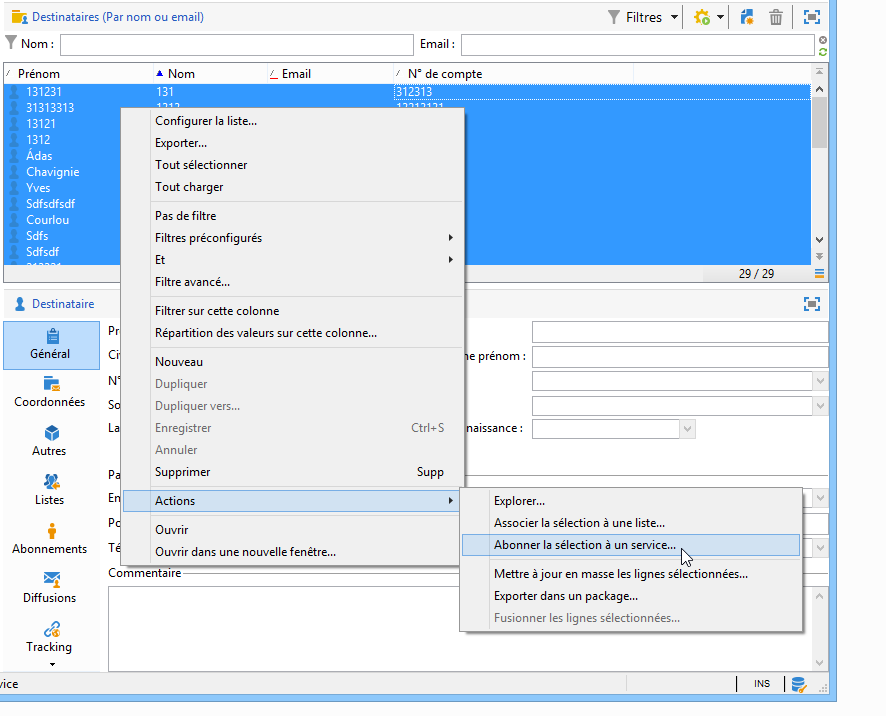 Destinataires (Par nom ou email)
Filtres
Nom :
Email :
Prénom
Nom
Email
N° de compte
131231
131
312313
31313313
13121
1312
Ádas
Chavignie
Yves
Sdfsdfsdf
Courlou
Sdfs
Sdfsdf
29 / 29
Configurer la liste...
Exporter...
Tout sélectionner
Tout charger
Pas de filtre
Filtres préconfigurés
Et
Filtre avancé...
Filtrer sur cette colonne
Répartition des valeurs sur cette colonne...
Nouveau
Dupliquer
Dupliquer vers...
Enregistrer Ctrl+S
Annuler
Supprimer Supp
Actions
Ouvrir
Ouvrir dans une nouvelle fenêtre...
Explorer...
Associer la sélection à une liste...
Abonner la sélection à un service...
Mettre à jour en masse les lignes sélectionnées...
Exporter dans un package...
Fusionner les lignes sélectionnées...
Destinataire
Général
Coordonnées
Autres
Listes
Abonnements
Diffusions
Tracking
Pr
Ci
N°
So
La
Pa
En
Po
Té
ne prénom :
naissance :
Commentaire
vice
INS